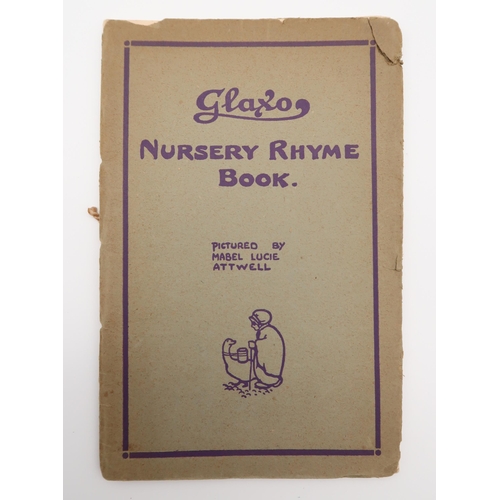 Glaxo
NURSERY RHYME
BOOK.
PICTURED BY
MABEL LUCIE
ATTWELL